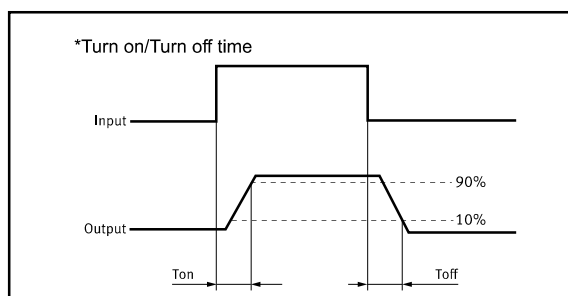 *Turn on/Turn off time
Input
90%
10%
Output
Ton
Toff